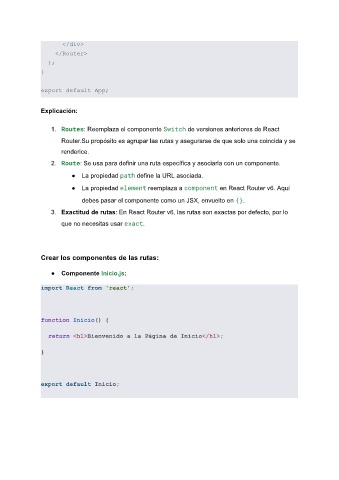 </div>
</Router>
);
}
export default App;
Explicación:
1. Routes: Reemplaza el componente Switch de versiones anteriores de React
Router.Su propósito es agrupar las rutas y asegurarse de que solo una coincida y se
renderice.
2. Route: Se usa para definir una ruta específica y asociarla con un componente.
● La propiedad path define la URL asociada.
● La propiedad element reemplaza a component en React Router v6. Aquí
debes pasar el componente como un JSX, envuelto en {}.
3. Exactitud de rutas: En React Router v6, las rutas son exactas por defecto, por lo
que no necesitas usar exact.
Crear los componentes de las rutas:
● Componente Inicio.js:
import React from 'react';
function Inicio() {
return <h1>Bienvenido a la Página de Inicio</h1>;
}
export default Inicio;